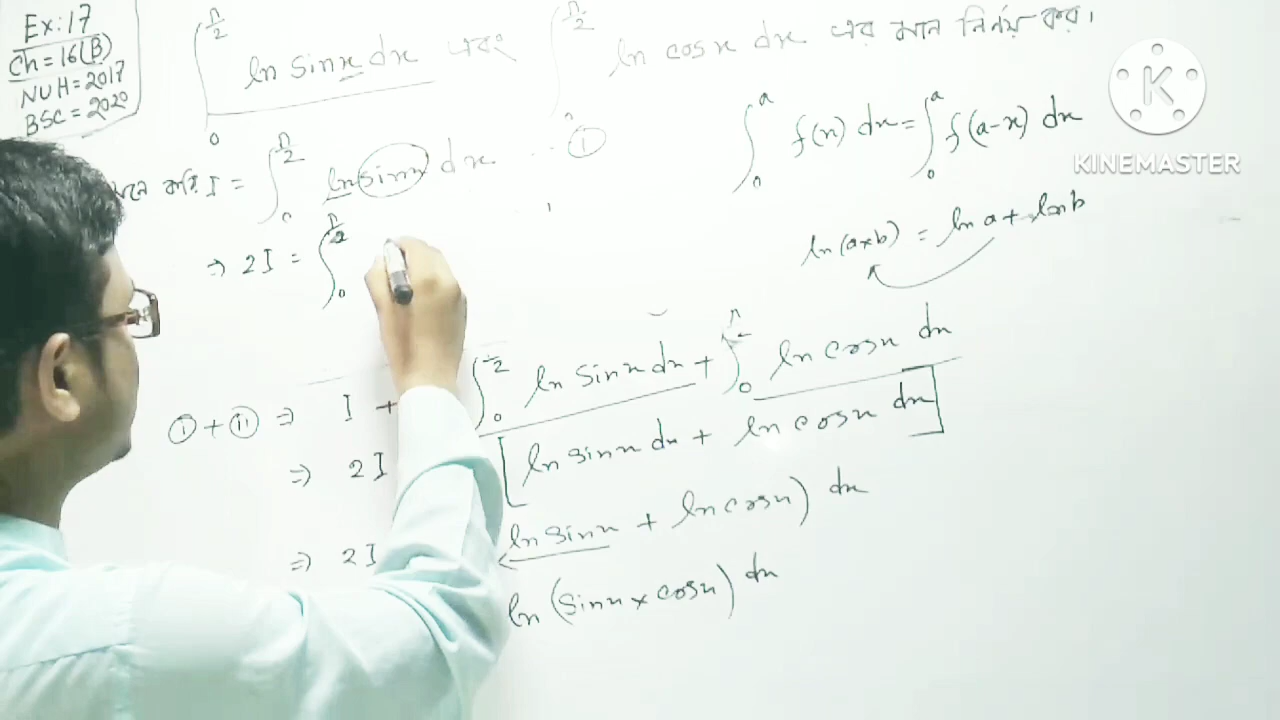 Ex: 17
Ch = 16(B)
NUH = 2017
BSC = 2020
∫₀^{π/2} ln sinx dx এবং ∫₀^{π/2} ln cosx dx এর মান নির্ণয় কর।
∫₀^a f(x) dx = ∫₀^a f(a-x) dx
KINEMASTER
মনে করি I = ∫₀^{π/2} ln sinx dx ... ①
ln(a×b) = ln a + ln b
⇒ 2I = ∫₀^{π/2}
① + ⑪ ⇒ I + ∫₀^{π/2} ln sinx dx + ∫₀^{π} ln cosx dx
⇒ 2I [ln sinx dx + ln cosx dx]
⇒ 2I ln sinx + ln cosx) dx
ln (sinx × cosx) dx